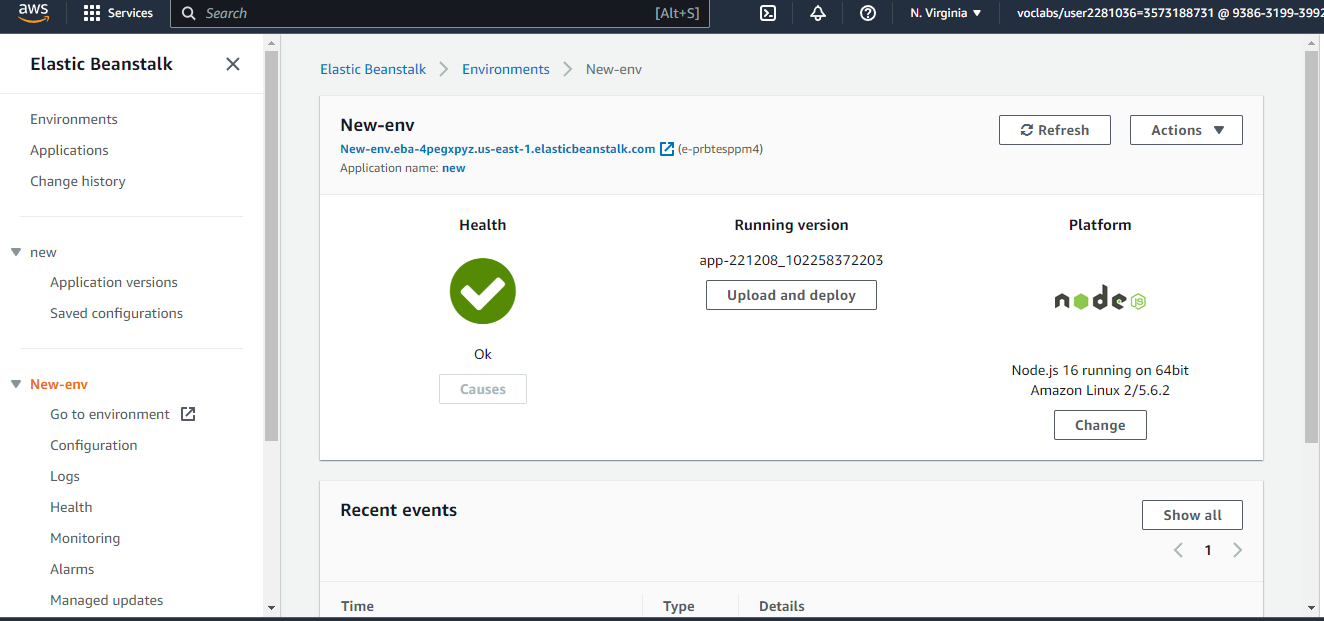 aws
Services
Search
[Alt+S]
N. Virginia
voclabs/user2281036=3573188731 @ 9386-3199-3992
Elastic Beanstalk
Environments
Applications
Change history
new
Application versions
Saved configurations
New-env
Go to environment
Configuration
Logs
Health
Monitoring
Alarms
Managed updates
Elastic Beanstalk
Environments
New-env
New-env
New-env.eba-4pegxpyz.us-east-1.elasticbeanstalk.com (e-prbtesppm4)
Application name: new
Refresh
Actions
Health
Ok
Causes
Running version
app-221208_102258372203
Upload and deploy
Platform
node
JS
Node.js 16 running on 64bit
Amazon Linux 2/5.6.2
Change
Recent events
Show all
1
Time
Type
Details